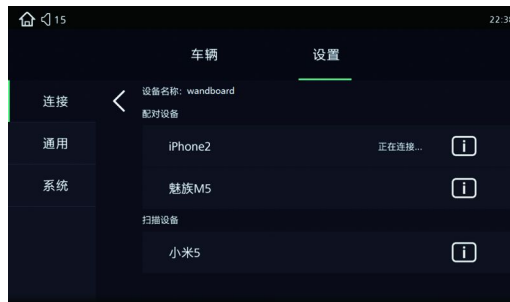 15
22:38
车辆 设置
连接
通用
系统
设备名称: wandboard
配对设备
iPhone2 正在连接...
魅族M5
扫描设备
小米5